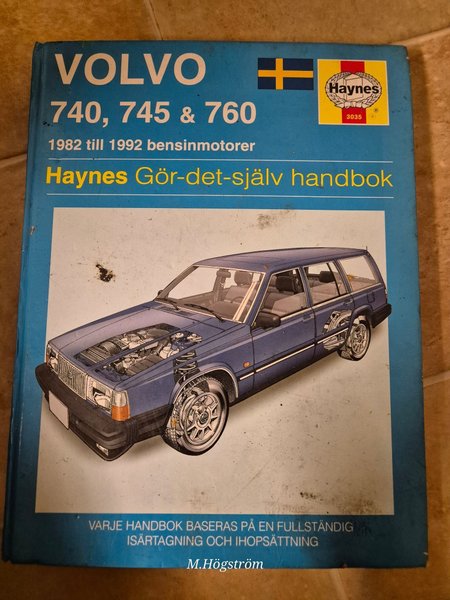 VOLVO
740, 745 & 760
1982 till 1992 bensinmotorer
Haynes
3035
Haynes Gör-det-själv handbok
VARJE HANDBOK BASERAS PÅ EN FULLSTÄNDIG
ISÄRTAGNING OCH IHOPSÄTTNING
M.Högström